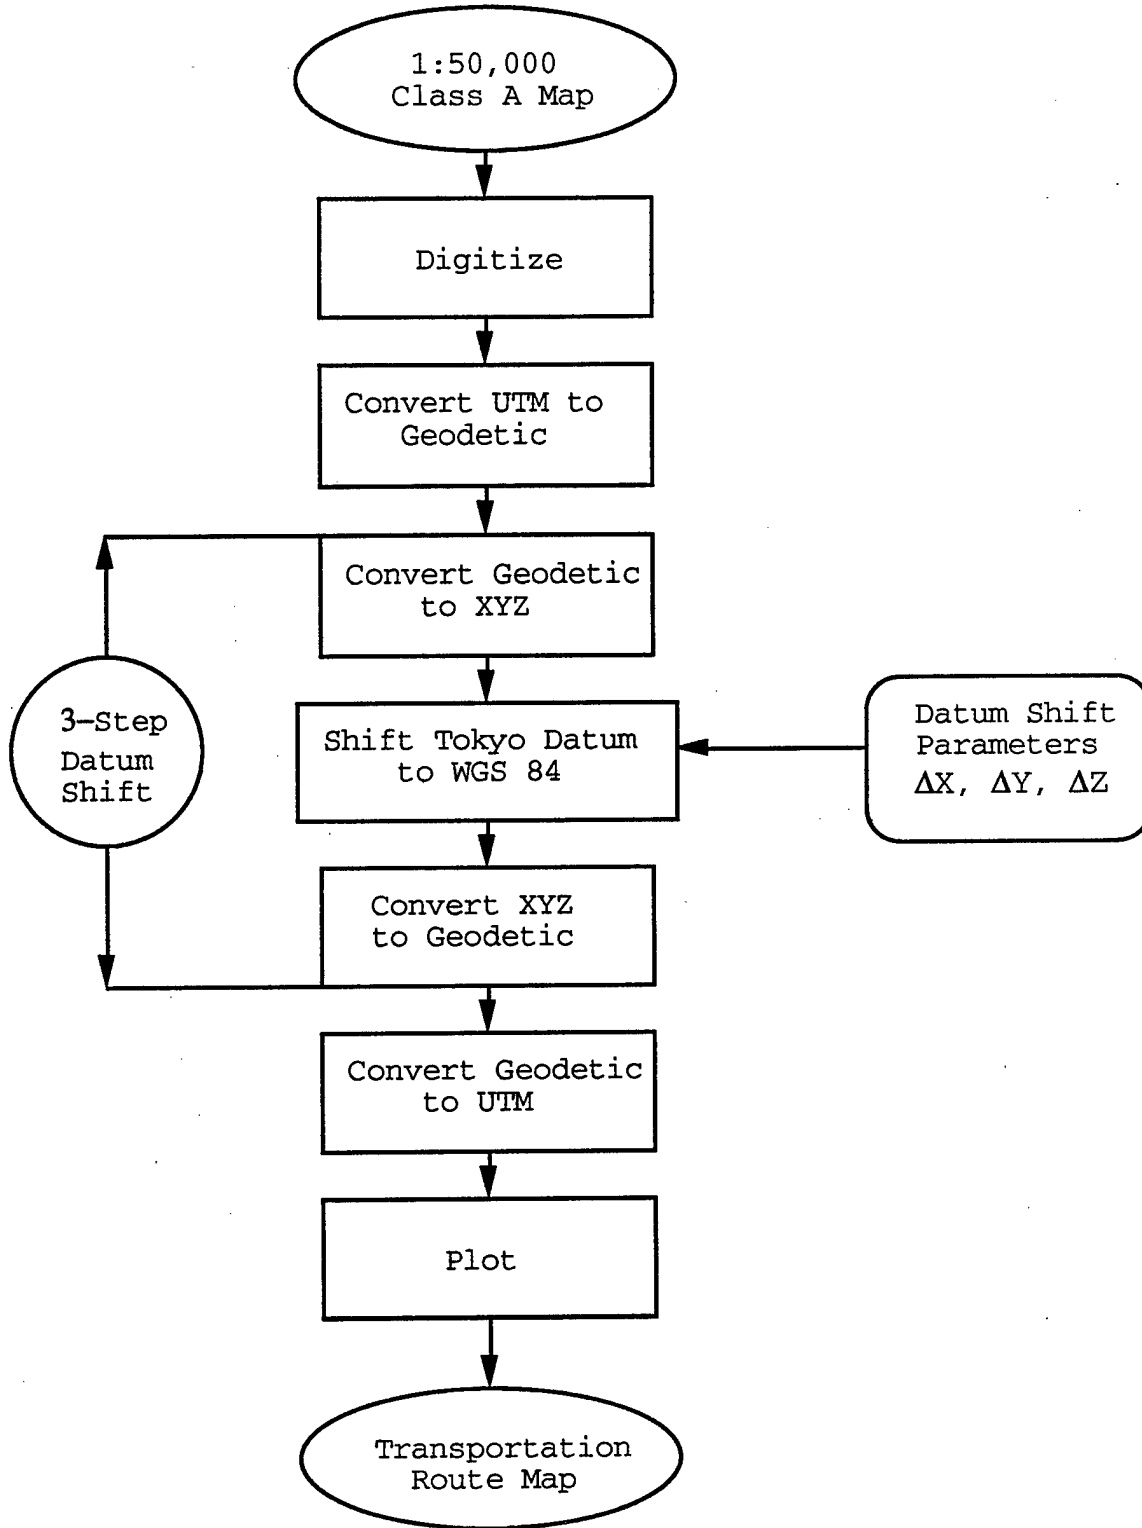 1:50,000
Class A Map
Digitize
Convert UTM to
Geodetic
Convert Geodetic
to XYZ
3-Step
Datum
Shift
Shift Tokyo Datum
to WGS 84
Datum Shift
Parameters
ΔX, ΔY, ΔZ
Convert XYZ
to Geodetic
Convert Geodetic
to UTM
Plot
Transportation
Route Map